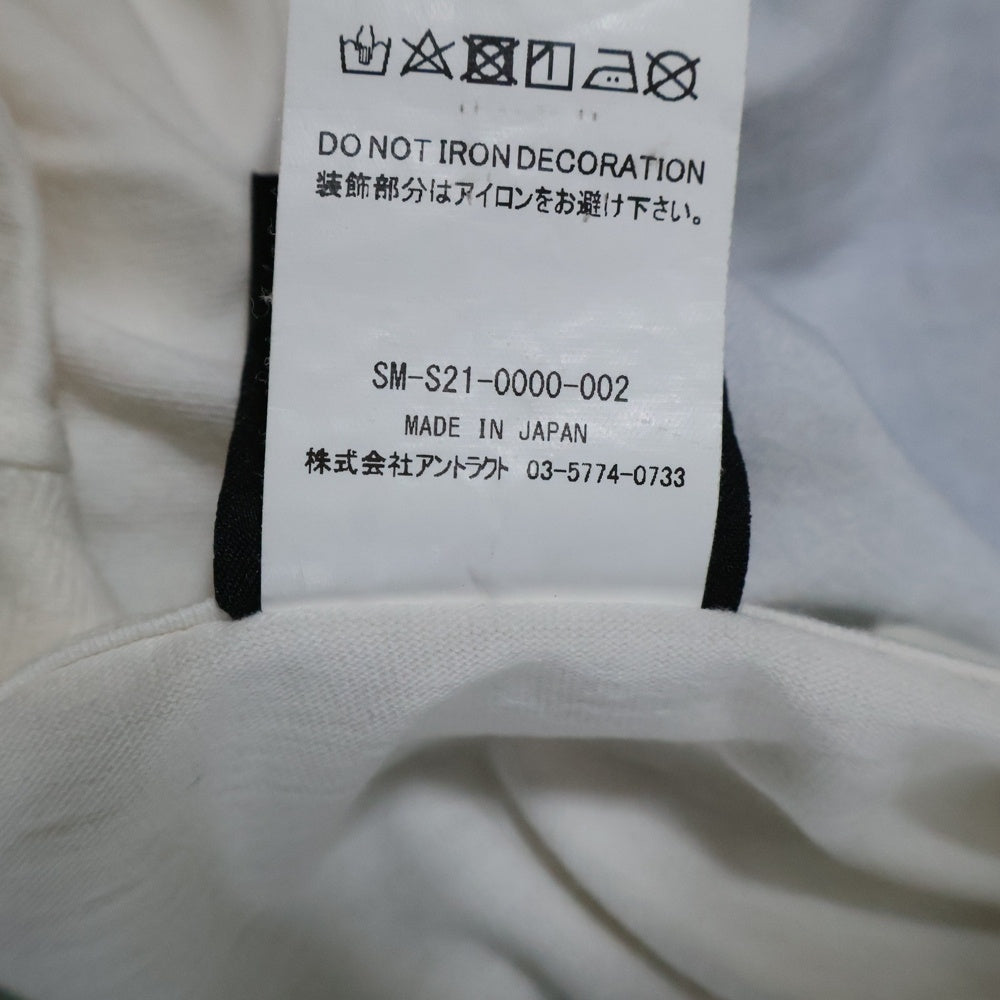 DO NOT IRON DECORATION
装飾部分はアイロンをお避け下さい。
SM-S21-0000-002
MADE IN JAPAN
株式会社アントラクト 03-5774-0733